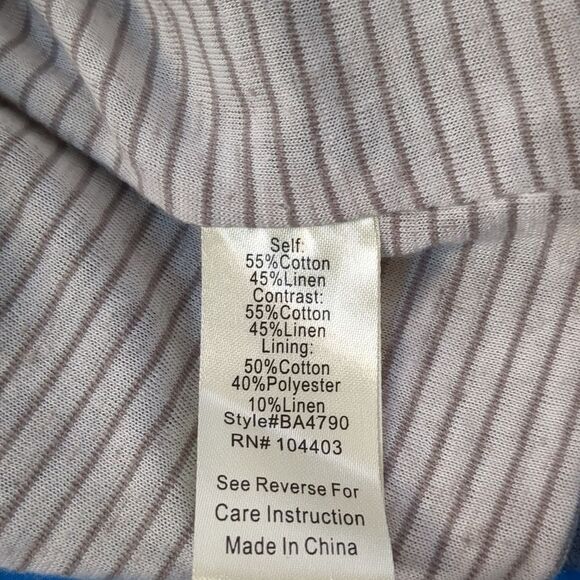 Self:
55%Cotton
45%Linen
Contrast:
55%Cotton
45%Linen
Lining:
50%Cotton
40%Polyester
10%Linen
Style#BA4790
RN# 104403
See Reverse For
Care Instruction
Made In China